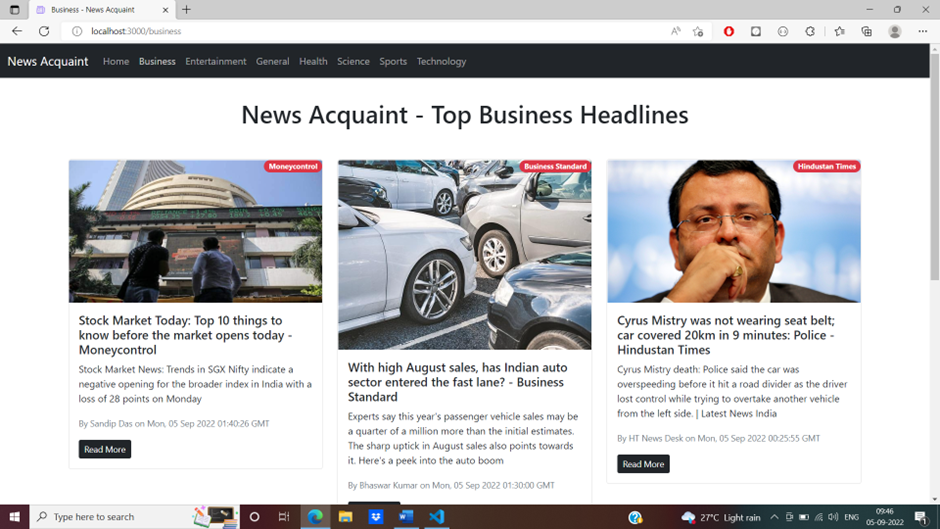 Business - News Acquaint
localhost:3000/business
News Acquaint Home Business Entertainment General Health Science Sports Technology
News Acquaint - Top Business Headlines
Moneycontrol
Stock Market Today: Top 10 things to
know before the market opens today -
Moneycontrol
Stock Market News: Trends in SGX Nifty indicate a
negative opening for the broader index in India with a
loss of 28 points on Monday
By Sandip Das on Mon, 05 Sep 2022 01:40:26 GMT
Read More
Business Standard
With high August sales, has Indian auto
sector entered the fast lane? - Business
Standard
Experts say this year's passenger vehicle sales may be
a quarter of a million more than the initial estimates.
The sharp uptick in August sales also points towards
it. Here's a peek into the auto boom
By Bhaswar Kumar on Mon, 05 Sep 2022 01:30:00 GMT
Hindustan Times
Cyrus Mistry was not wearing seat belt;
car covered 20km in 9 minutes: Police -
Hindustan Times
Cyrus Mistry death: Police said the car was
overspeeding before it hit a road divider as the driver
lost control while trying to overtake another vehicle
from the left side. | Latest News India
By HT News Desk on Mon, 05 Sep 2022 00:25:55 GMT
Read More
Type here to search
27°C Light rain
ENG
09:46
05-09-2022